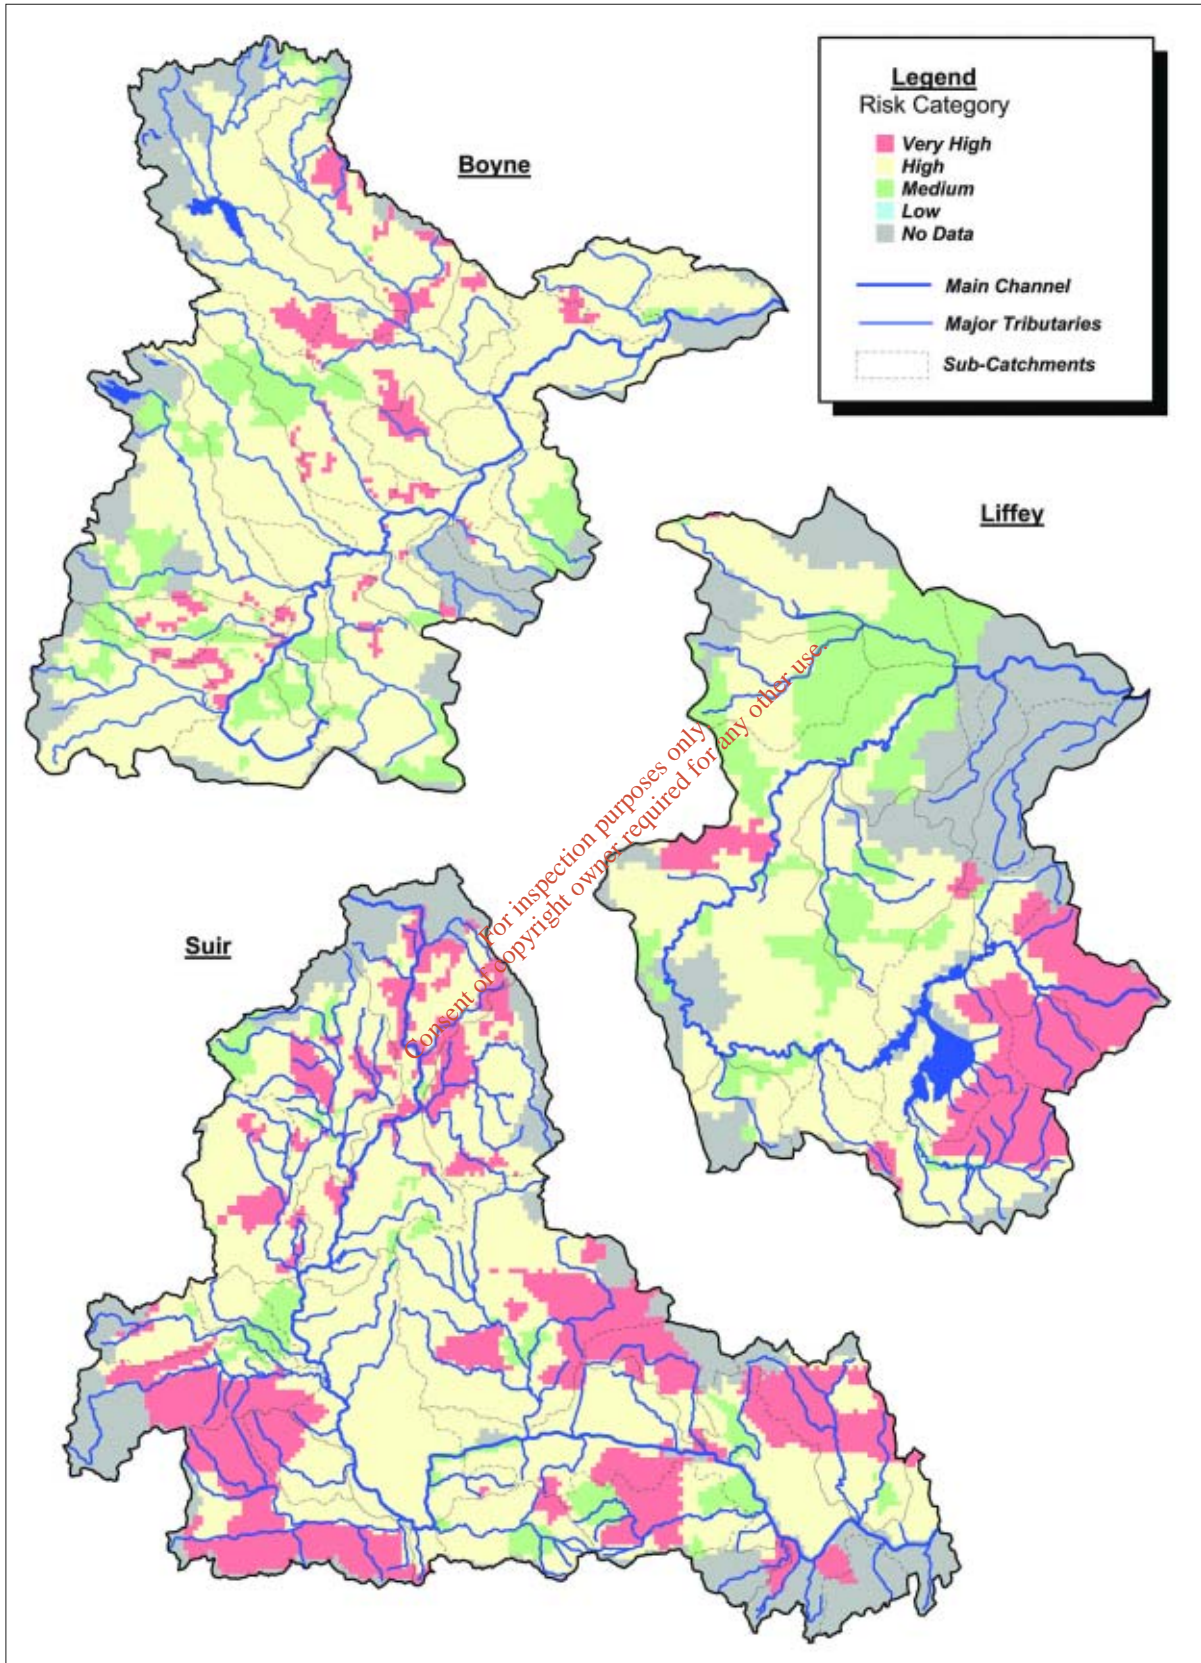 Legend
Risk Category
Very High
High
Medium
Low
No Data
Main Channel
Major Tributaries
Sub-Catchments
Boyne
Liffey
Suir
For inspection purposes only
Consent of copyright owner required for any other use.